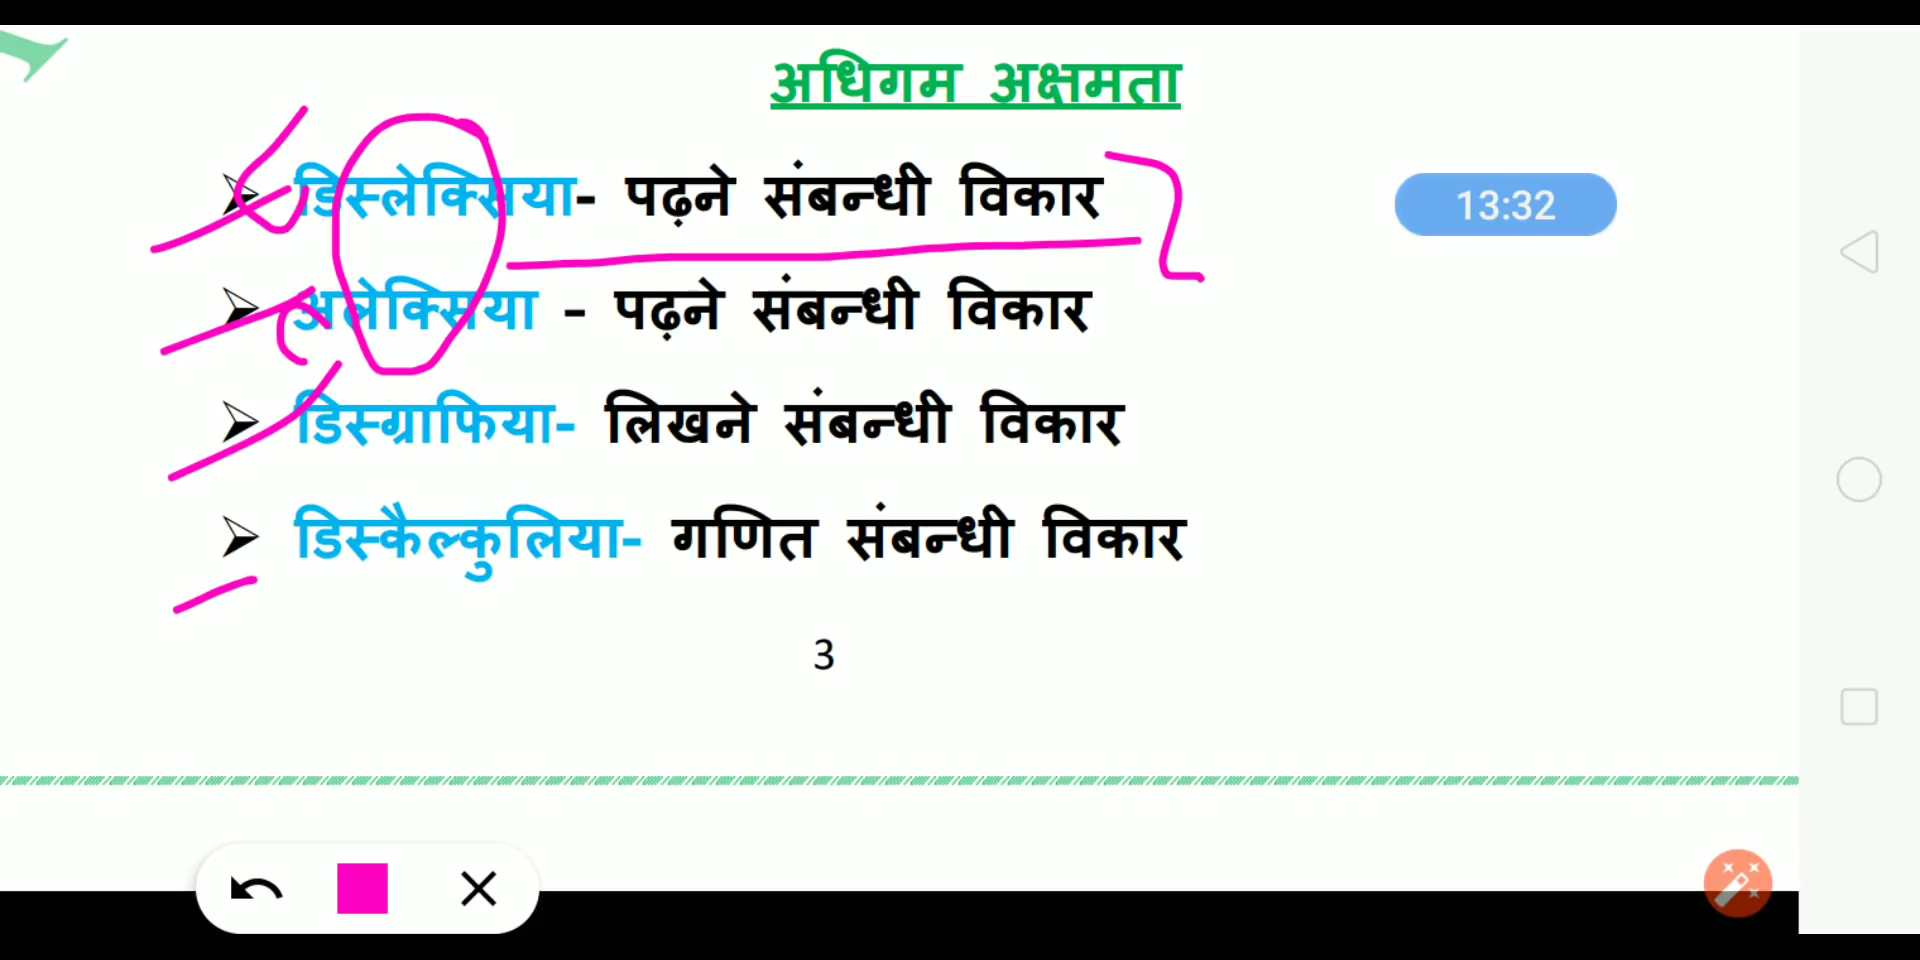 अधिगम अक्षमता
➢ डिस्लेक्सिया- पढ़ने संबन्धी विकार
➢ अलेक्सिया - पढ़ने संबन्धी विकार
➢ डिस्ग्राफिया- लिखने संबन्धी विकार
➢ डिस्कैल्कुलिया- गणित संबन्धी विकार
13:32
3